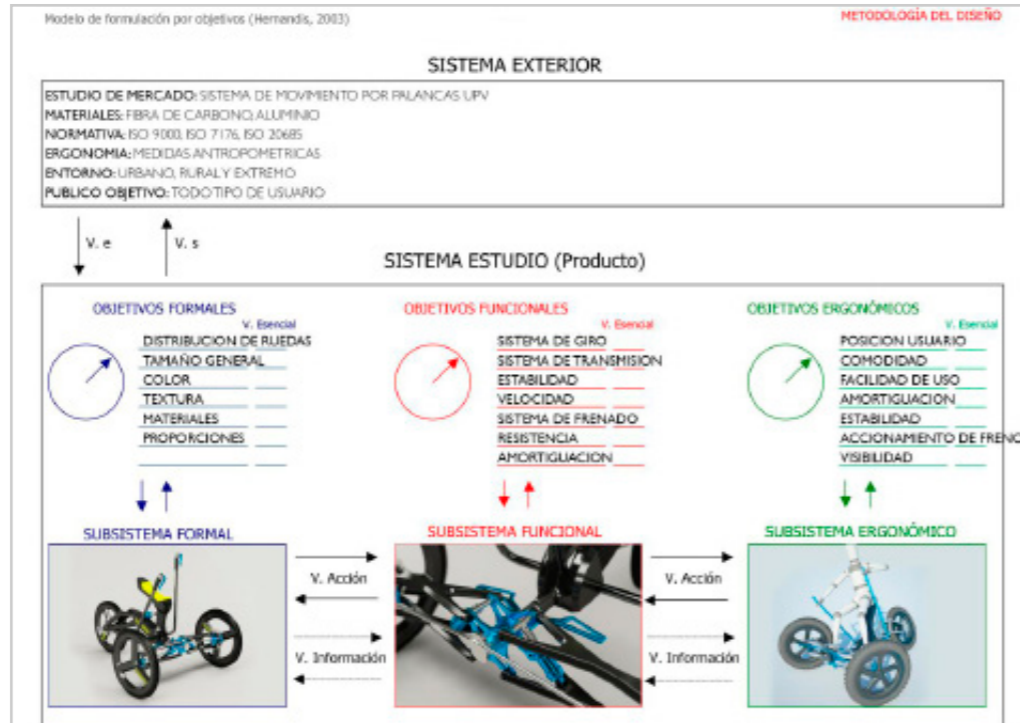 Modelo de formulación por objetivos (Hernandis, 2003)
METODOLOGÍA DEL DISEÑO
SISTEMA EXTERIOR
ESTUDIO DE MERCADO: SISTEMA DE MOVIMIENTO POR PALANCAS UPV
MATERIALES: FIBRA DE CARBONO, ALUMINIO
NORMATIVA: ISO 9000, ISO 7176, ISO 20685
ERGONOMIA: MEDIDAS ANTROPOMETRICAS
ENTORNO: URBANO, RURAL Y EXTREMO
PUBLICO OBJETIVO: TODO TIPO DE USUARIO
V. e
V. s
SISTEMA ESTUDIO (Producto)
OBJETIVOS FORMALES
V. Esencial
DISTRIBUCION DE RUEDAS
TAMAÑO GENERAL
COLOR
TEXTURA
MATERIALES
PROPORCIONES
OBJETIVOS FUNCIONALES
V. Esencial
SISTEMA DE GIRO
SISTEMA DE TRANSMISION
ESTABILIDAD
VELOCIDAD
SISTEMA DE FRENADO
RESISTENCIA
AMORTIGUACION
OBJETIVOS ERGONÓMICOS
V. Esencial
POSICION USUARIO
COMODIDAD
FACILIDAD DE USO
AMORTIGUACION
ESTABILIDAD
ACCIONAMIENTO DE FRENO
VISIBILIDAD
SUBSISTEMA FORMAL
SUBSISTEMA FUNCIONAL
SUBSISTEMA ERGONÓMICO
V. Acción
V. Acción
V. Información
V. Información